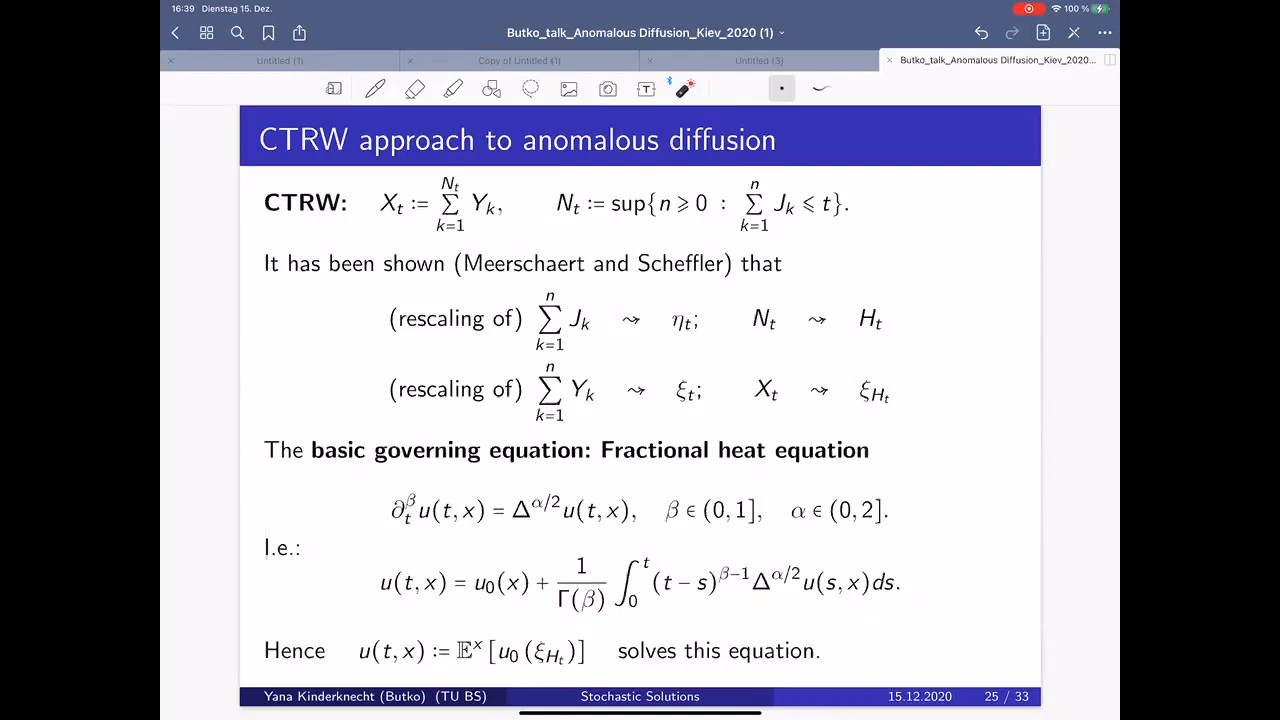 16:39 Dienstag 15. Dez. 100 %
Butko_talk_Anomalous Diffusion_Kiev_2020 (1)
Untitled (1) Copy of Untitled (1) Untitled (3) Butko_talk_Anomalous Diffusion_Kiev_2020...
T
CTRW approach to anomalous diffusion
CTRW: X_t := ∑_{k=1}^{N_t} Y_k, N_t := sup{n ⩾ 0 : ∑_{k=1}^{n} J_k ⩽ t}.
It has been shown (Meerschaert and Scheffler) that
(rescaling of) ∑_{k=1}^{n} J_k ⇝ η_t; N_t ⇝ H_t
(rescaling of) ∑_{k=1}^{n} Y_k ⇝ ξ_t; X_t ⇝ ξ_{H_t}
The basic governing equation: Fractional heat equation
∂_t^β u(t, x) = Δ^{α/2} u(t, x), β ∈ (0, 1], α ∈ (0, 2].
I.e.:
u(t, x) = u_0(x) + 1/Γ(β) ∫_0^t (t − s)^{β−1} Δ^{α/2} u(s, x)ds.
Hence u(t, x) := 𝔼^x [u_0 (ξ_{H_t})] solves this equation.
Yana Kinderknecht (Butko) (TU BS) Stochastic Solutions 15.12.2020 25 / 33